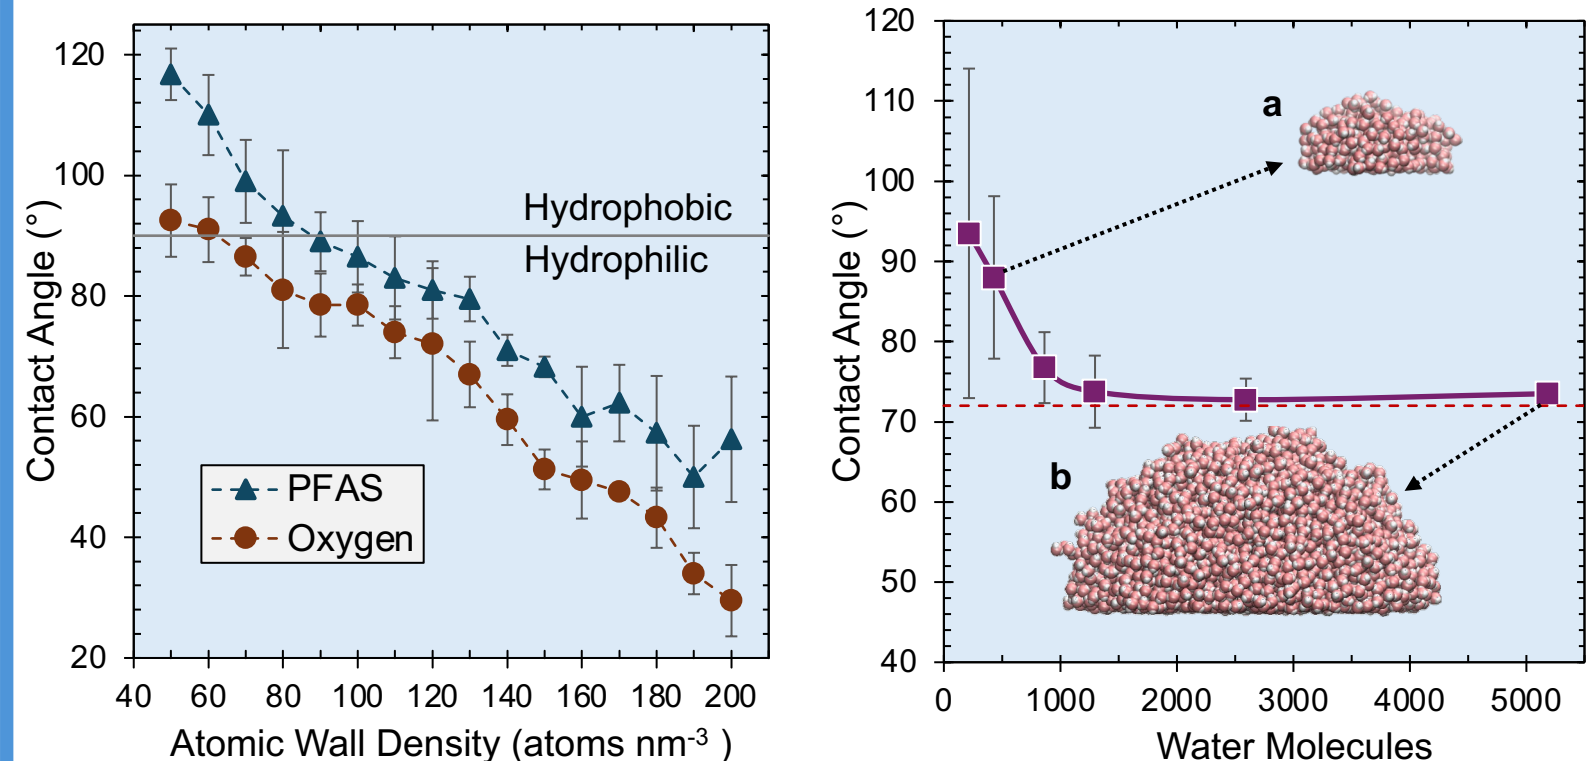 120
100
80
60
40
20
Contact Angle (°)
Hydrophobic
Hydrophilic
PFAS
Oxygen
40 60 80 100 120 140 160 180 200
Atomic Wall Density (atoms nm⁻³ )
120
110
100
90
80
70
60
50
40
Contact Angle (°)
a
b
0 1000 2000 3000 4000 5000
Water Molecules